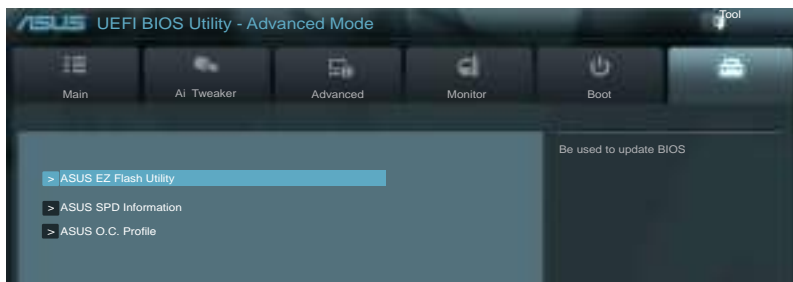 ASUS UEFI BIOS Utility - Advanced Mode
Tool
Main
Ai Tweaker
Advanced
Monitor
Boot
Be used to update BIOS
> ASUS EZ Flash Utility
> ASUS SPD Information
> ASUS O.C. Profile